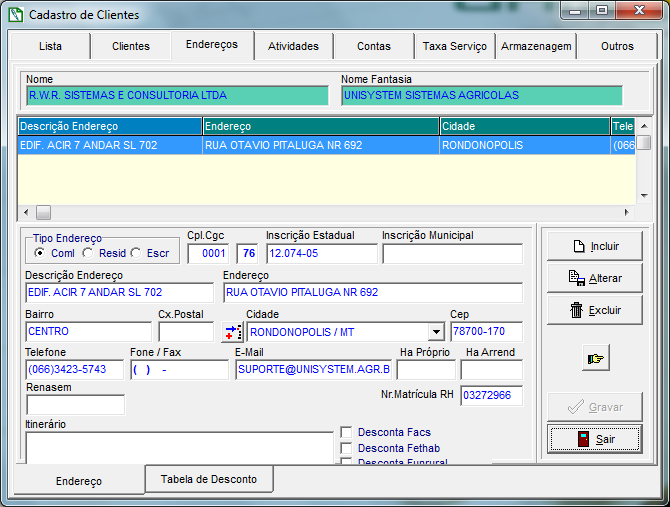 Cadastro de Clientes
Lista Clientes Endereços Atividades Contas Taxa Serviço Armazenagem Outros
Nome Nome Fantasia
R.W.R. SISTEMAS E CONSULTORIA LTDA UNISYSTEM SISTEMAS AGRICOLAS
Descrição Endereço Endereço Cidade Tele
EDIF. ACIR 7 ANDAR SL 702 RUA OTAVIO PITALUGA NR 692 RONDONOPOLIS (066
Tipo Endereço Cpl.Cgc Inscrição Estadual Inscrição Municipal
Coml Resid Escr 0001 76 12.074-05
Incluir
Descrição Endereço Endereço
EDIF. ACIR 7 ANDAR SL 702 RUA OTAVIO PITALUGA NR 692
Alterar
Bairro Cx.Postal Cidade Cep
Excluir
CENTRO RONDONOPOLIS / MT 78700-170
Telefone Fone / Fax E-Mail Ha Próprio Ha Arrend
(066)3423-5743 ( ) - SUPORTE@UNISYSTEM.AGR.B
Renasem
Nr.Matrícula RH 03272966
Gravar
Itinerário
Desconta Facs
Sair
Desconta Fethab
Desconta Funrural
Endereço Tabela de Desconto